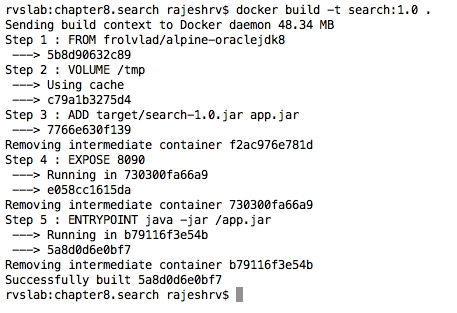 rvslab:chapter8.search rajeshrv$ docker build -t search:1.0 .
Sending build context to Docker daemon 48.34 MB
Step 1 : FROM frolvlad/alpine-oraclejdk8
---> 5b8d90632c89
Step 2 : VOLUME /tmp
---> Using cache
---> c79a1b3275d4
Step 3 : ADD target/search-1.0.jar app.jar
---> 7766e630f139
Removing intermediate container f2ac976e781d
Step 4 : EXPOSE 8090
---> Running in 730300fa66a9
---> e058cc1615da
Removing intermediate container 730300fa66a9
Step 5 : ENTRYPOINT java -jar /app.jar
---> Running in b79116f3e54b
---> 5a8d0d6e0bf7
Removing intermediate container b79116f3e54b
Successfully built 5a8d0d6e0bf7
rvslab:chapter8.search rajeshrv$